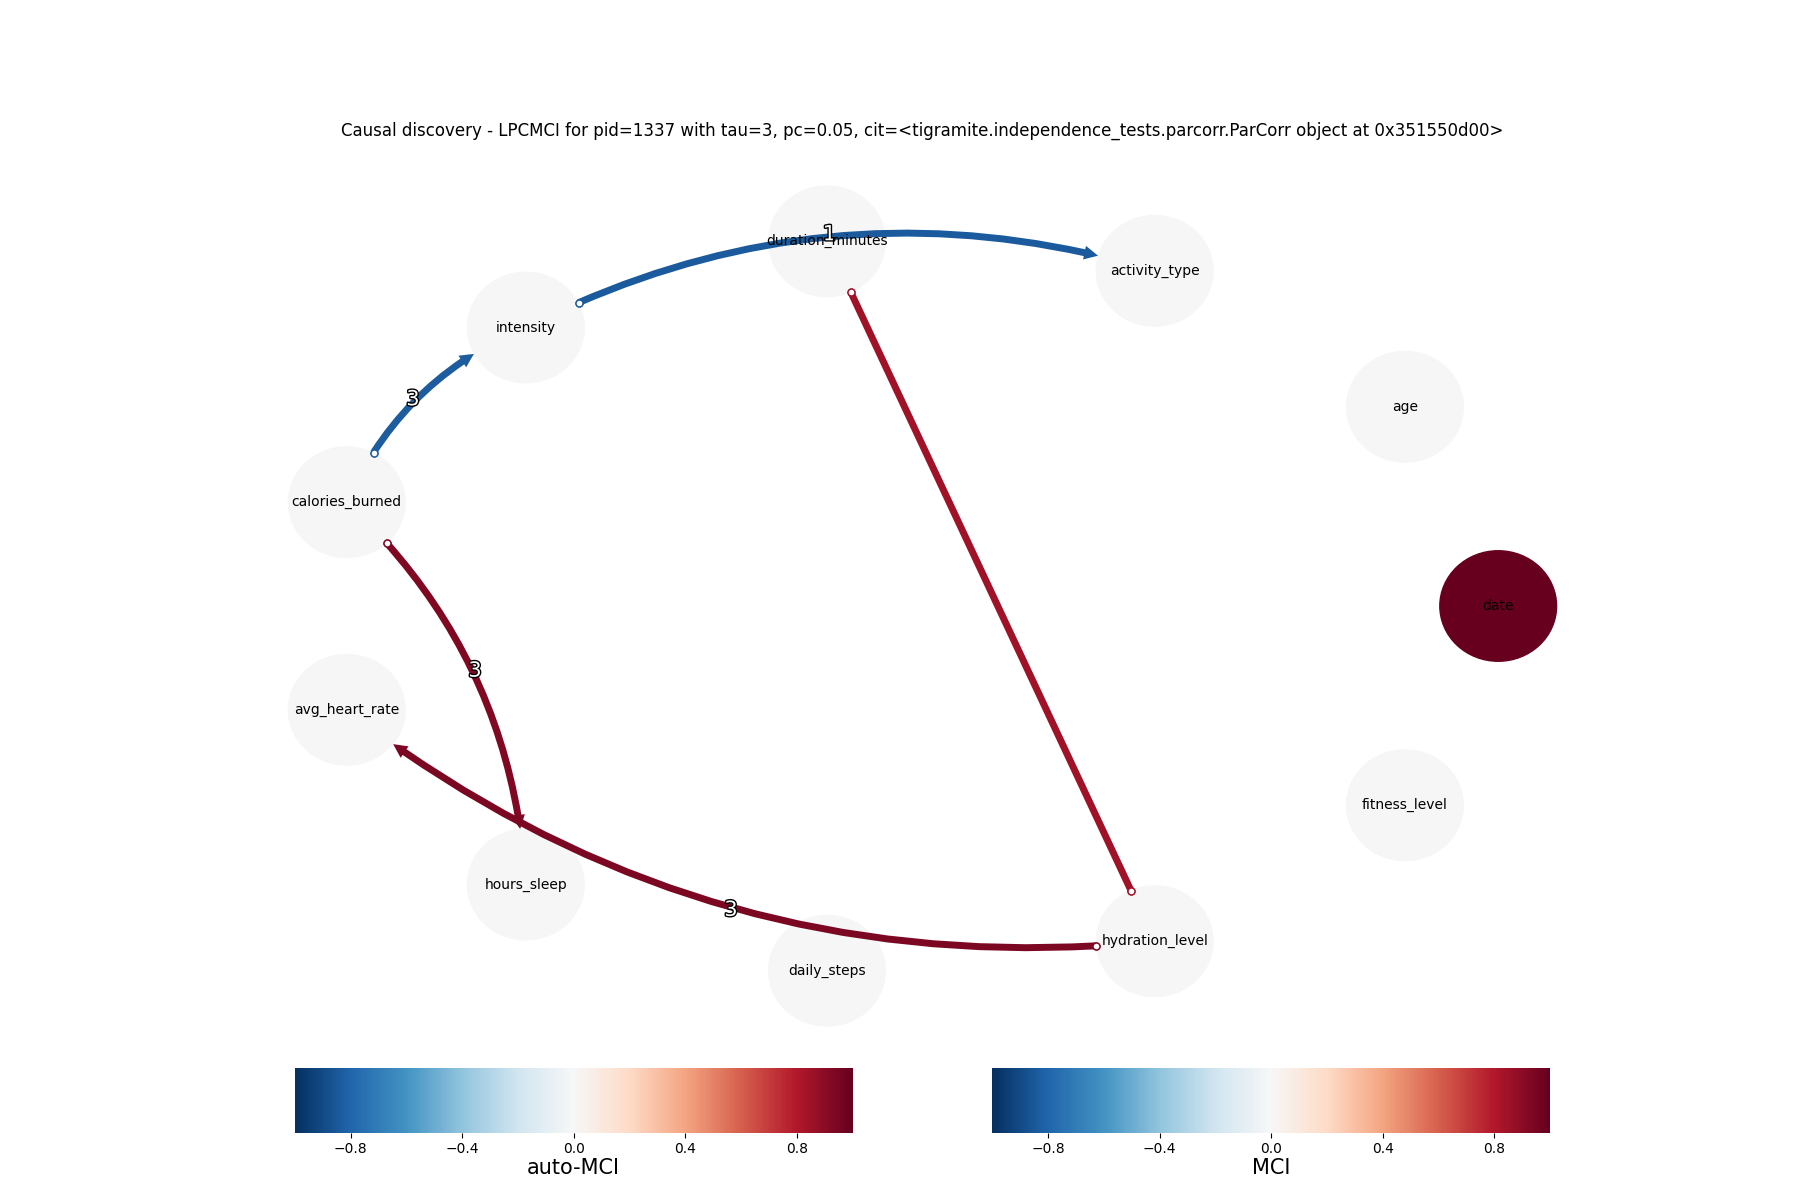 Causal discovery - LPCMCI for pid=1337 with tau=3, pc=0.05, cit=<tigramite.independence_tests.parcorr.ParCorr object at 0x351550d00>
1
duration_minutes
activity_type
intensity
3
age
calories_burned
date
3
avg_heart_rate
fitness_level
hours_sleep
3
hydration_level
daily_steps
−0.8 −0.4 0.0 0.4 0.8
auto-MCI
−0.8 −0.4 0.0 0.4 0.8
MCI